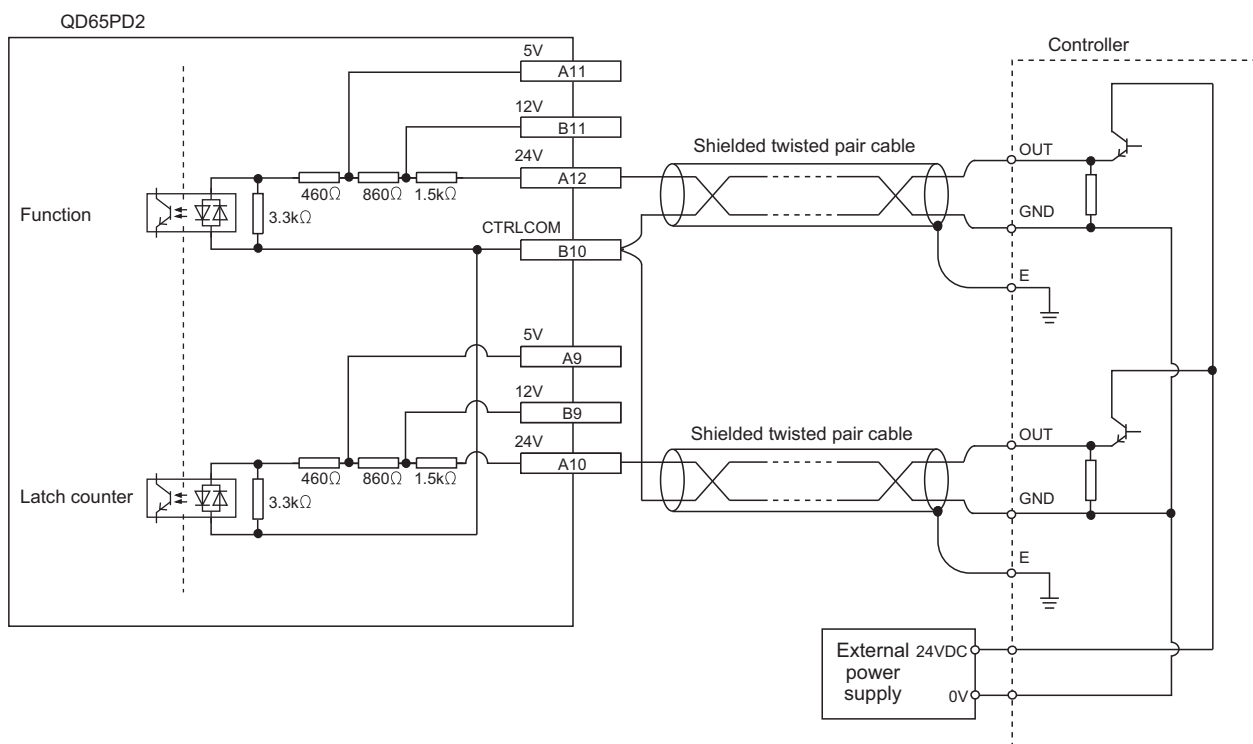 QD65PD2
Controller
5V
A11
12V
B11
24V
A12
Shielded twisted pair cable
OUT
460Ω
860Ω
1.5kΩ
3.3kΩ
Function
GND
CTRLCOM
B10
E
5V
A9
12V
B9
24V
A10
Shielded twisted pair cable
OUT
460Ω
860Ω
1.5kΩ
3.3kΩ
Latch counter
GND
E
External
power
supply
24VDC
0V